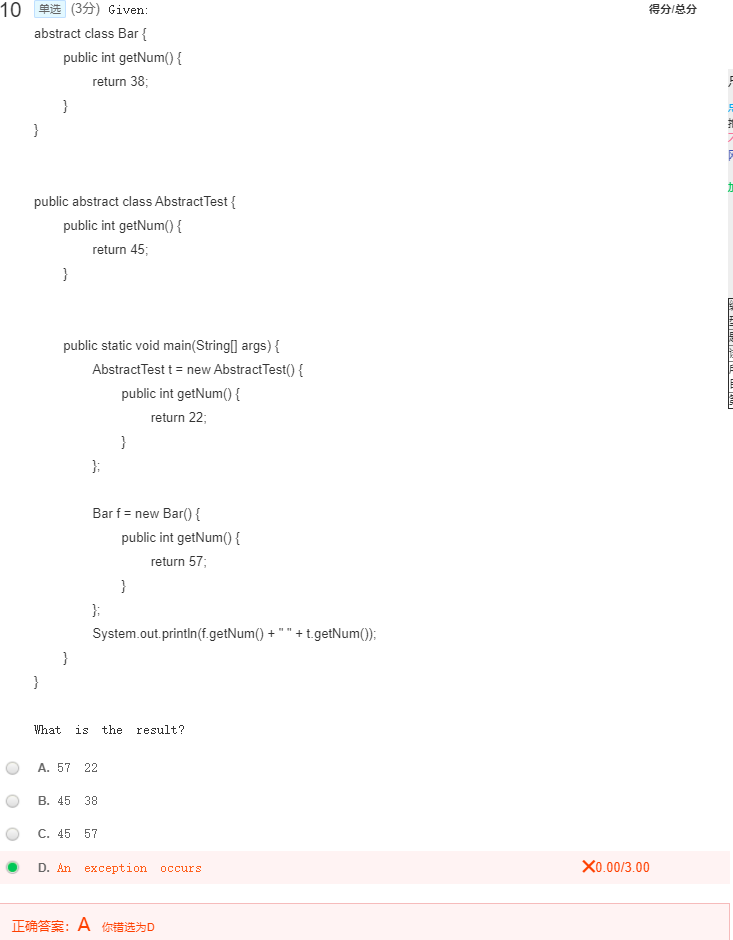 10 单选 (3分) Given: 得分/总分
abstract class Bar {
public int getNum() {
return 38;
}
}
public abstract class AbstractTest {
public int getNum() {
return 45;
}
public static void main(String[] args) {
AbstractTest t = new AbstractTest() {
public int getNum() {
return 22;
}
};
Bar f = new Bar() {
public int getNum() {
return 57;
}
};
System.out.println(f.getNum() + " " + t.getNum());
}
}
What is the result?
A. 57 22
B. 45 38
C. 45 57
D. An exception occurs ×0.00/3.00
正确答案: A 你错选为D